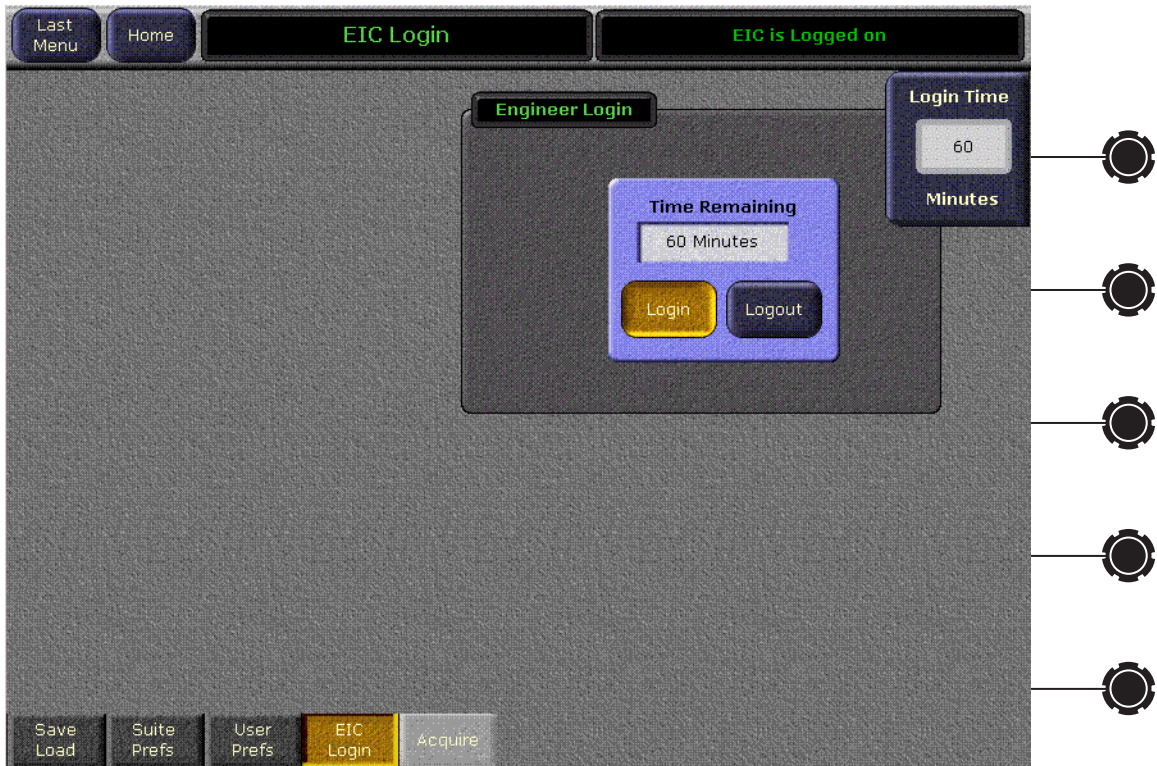 Last
Menu
Home
EIC Login
EIC is Logged on
Engineer Login
Login Time
60
Minutes
Time Remaining
60 Minutes
Login
Logout
Save
Load
Suite
Prefs
User
Prefs
EIC
Login
Acquire